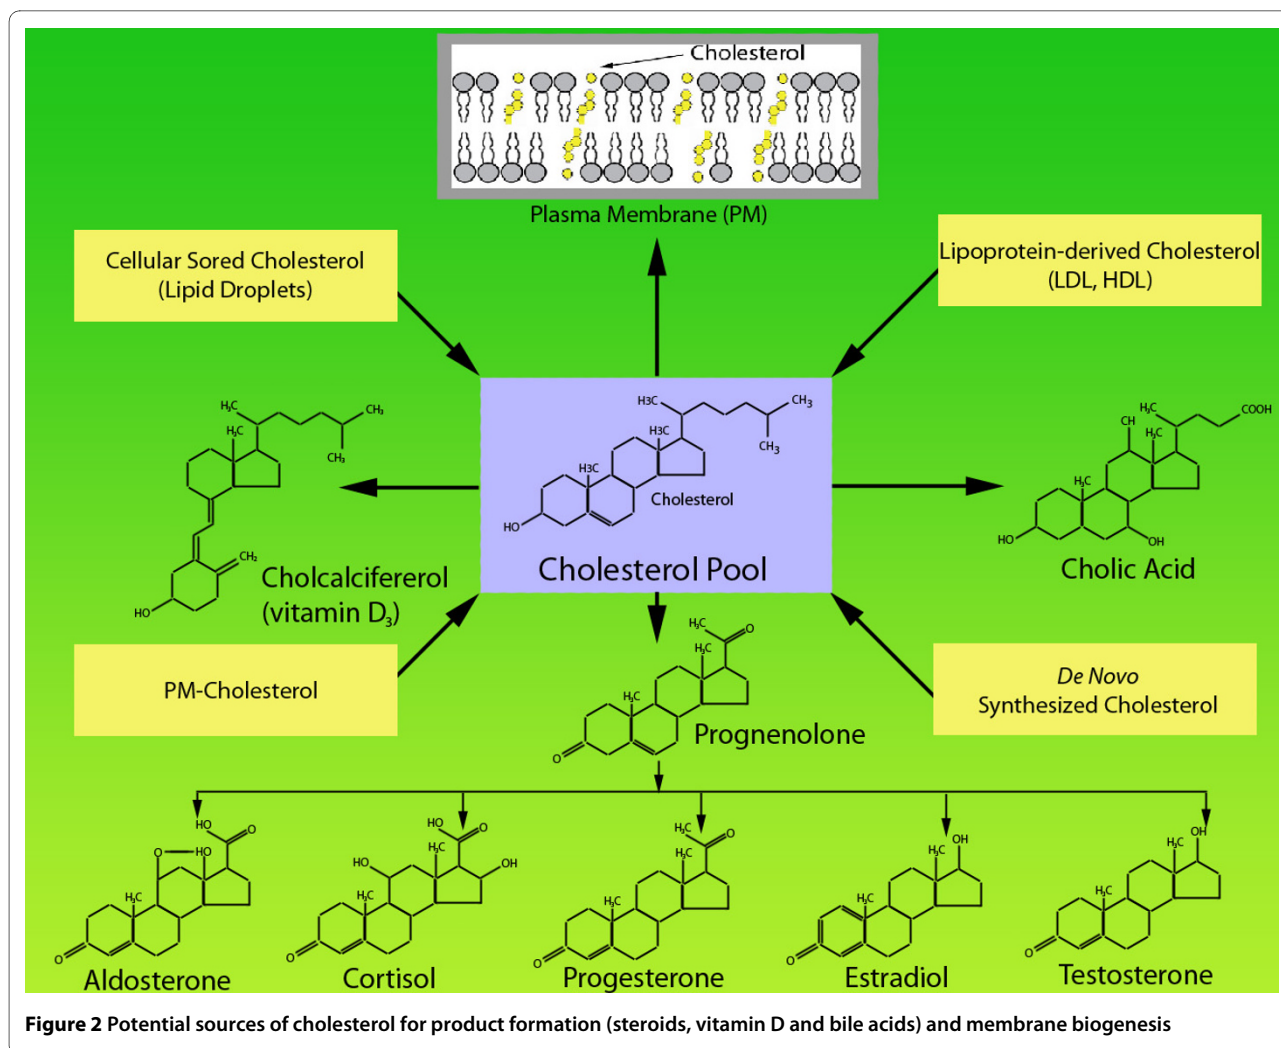 Cholesterol
Plasma Membrane (PM)
Cellular Sored Cholesterol
(Lipid Droplets)
Lipoprotein-derived Cholesterol
(LDL, HDL)
H₃C
CH₃
H₃C
CH₃
CH₂
HO
Cholcalcifererol
(vitamin D₃)
H3C
CH₃
H3C
CH₃
H3C
HO
Cholesterol
Cholesterol Pool
H₃C
COOH
CH
H₃C
H₃C
HO
OH
Cholic Acid
PM-Cholesterol
De Novo
Synthesized Cholesterol
H₃C
O
H₃C
H₃C
O
Prognenolone
HO
O
O
HO
H₃C
O
Aldosterone
HO
O
H₃C
HO
OH
H₃C
O
Cortisol
H₃C
O
H₃C
H₃C
O
Progesterone
OH
H₃C
H₃C
O
Estradiol
OH
H₃C
H₃C
O
Testosterone
Figure 2 Potential sources of cholesterol for product formation (steroids, vitamin D and bile acids) and membrane biogenesis